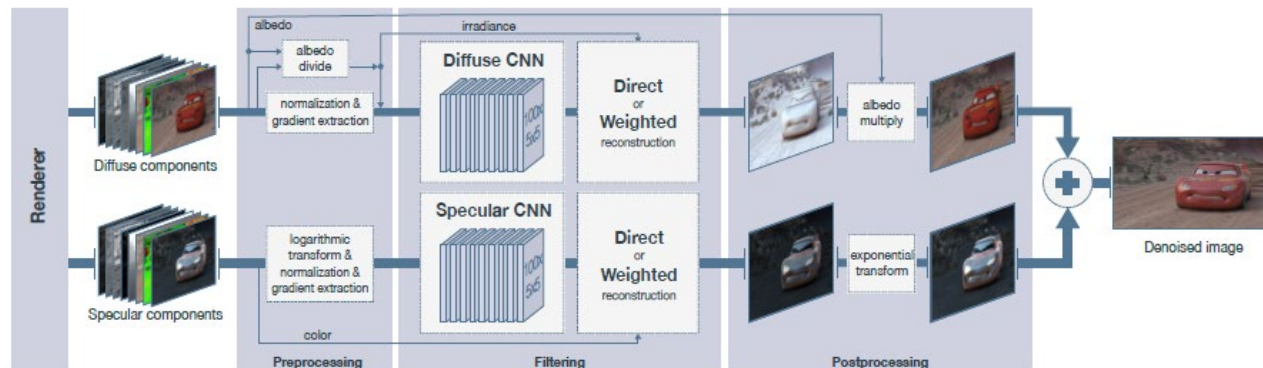 Renderer
Diffuse components
Specular components
albedo
irradiance
albedo
divide
normalization &
gradient extraction
Diffuse CNN
100x
5x5
Direct
or
Weighted
reconstruction
albedo
multiply
logarithmic
transform &
normalization &
gradient extraction
color
Specular CNN
100x
5x5
Direct
or
Weighted
reconstruction
exponential
transform
Denoised image
Preprocessing
Filtering
Postprocessing